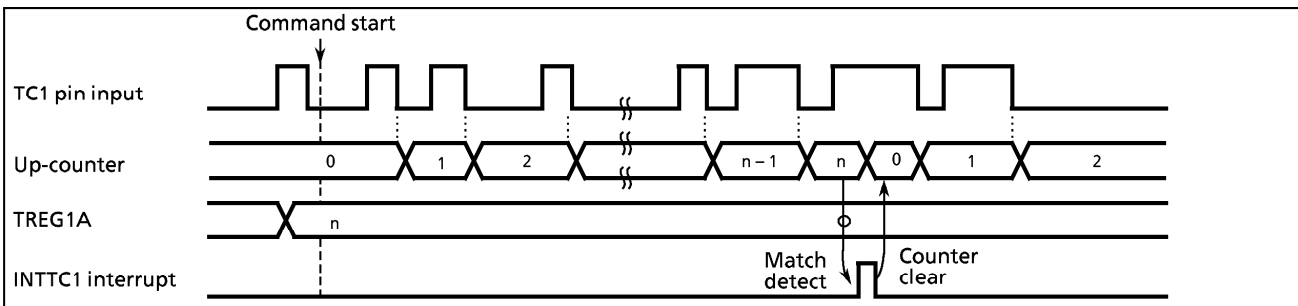 Command start
TC1 pin input
Up-counter
0
1
2
n – 1
n
0
1
2
TREG1A
n
Match
detect
Counter
clear
INTTC1 interrupt